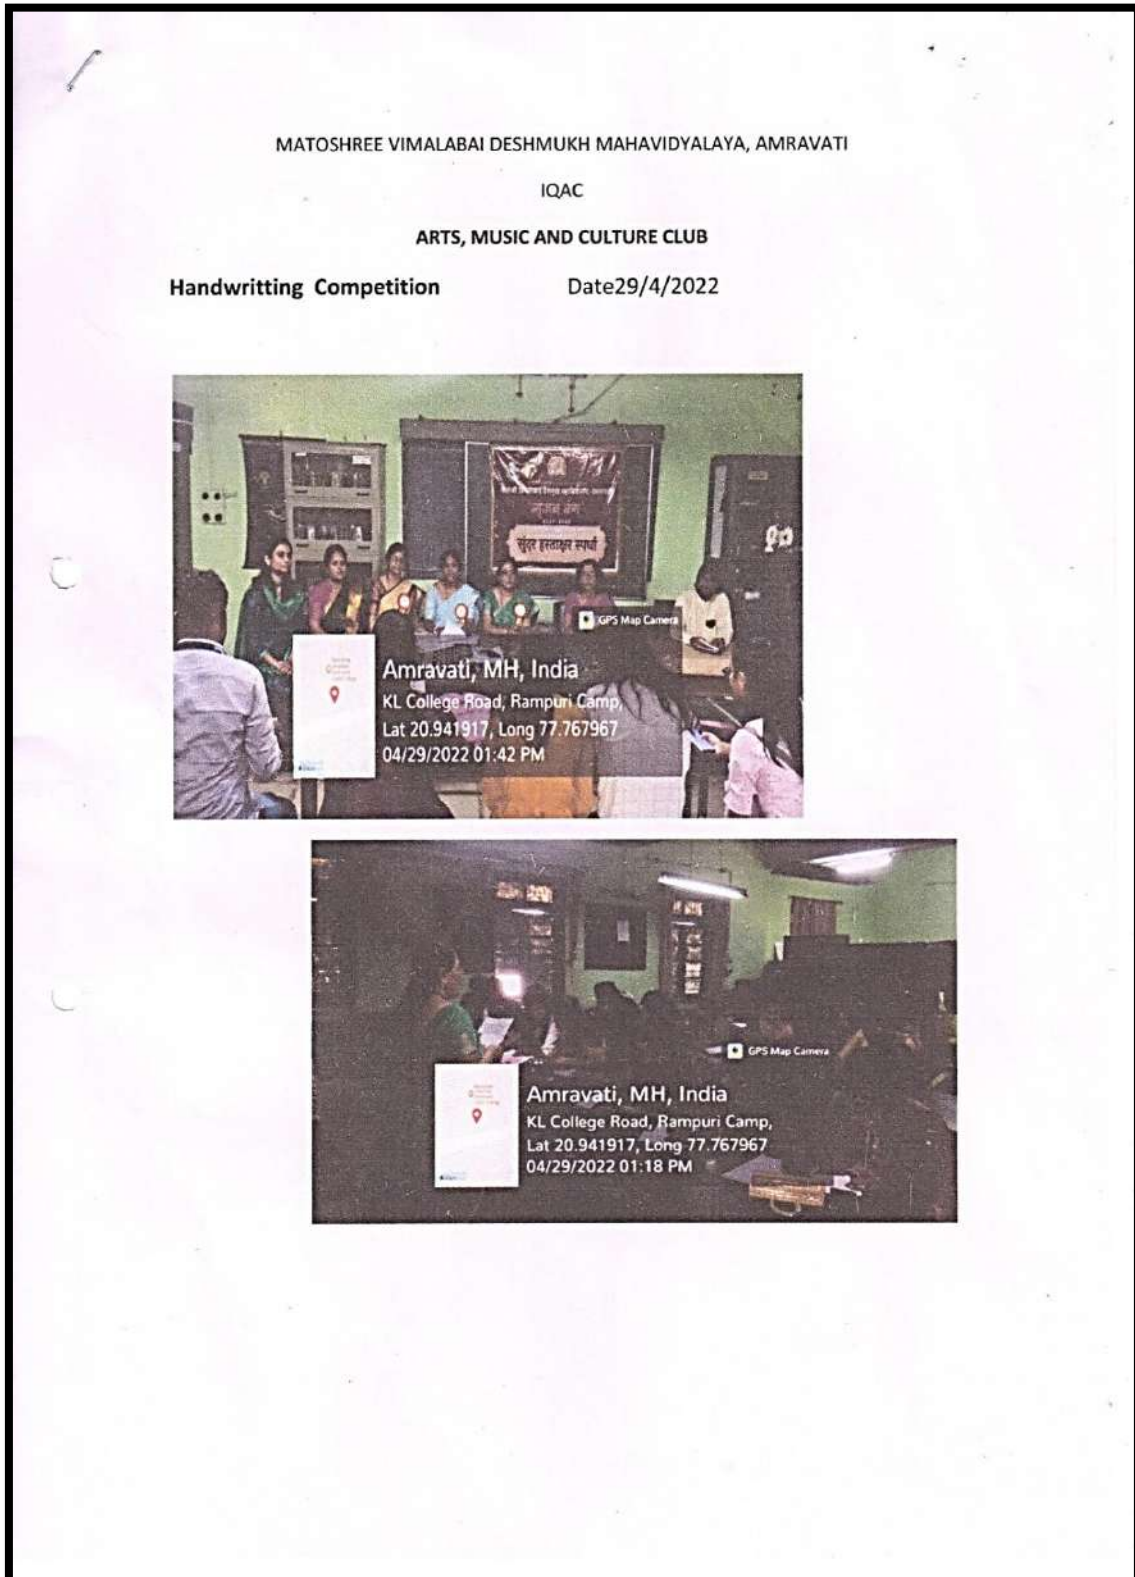 MATOSHREE VIMALABAI DESHMUKH MAHAVIDYALAYA, AMRAVATI
IQAC
ARTS, MUSIC AND CULTURE CLUB
Handwritting Competition Date29/4/2022
सुंदर हस्ताक्षर स्पर्धा
GPS Map Camera
Amravati, MH, India
KL College Road, Rampuri Camp,
Lat 20.941917, Long 77.767967
04/29/2022 01:42 PM
GPS Map Camera
Amravati, MH, India
KL College Road, Rampuri Camp,
Lat 20.941917, Long 77.767967
04/29/2022 01:18 PM